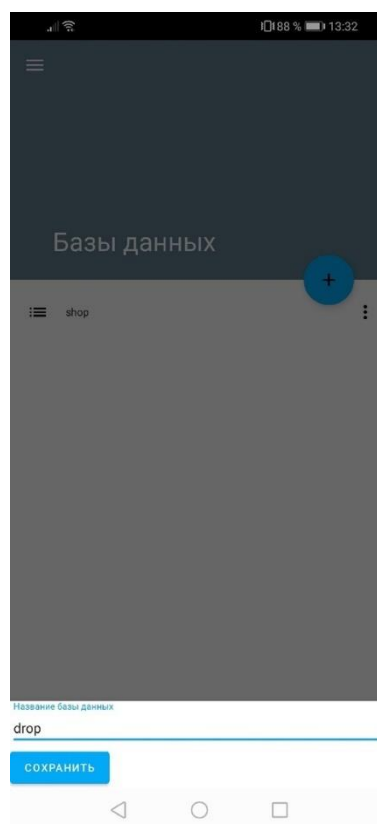 88 % 13:32
Базы данных
+
shop
Название базы данных
drop
СОХРАНИТЬ